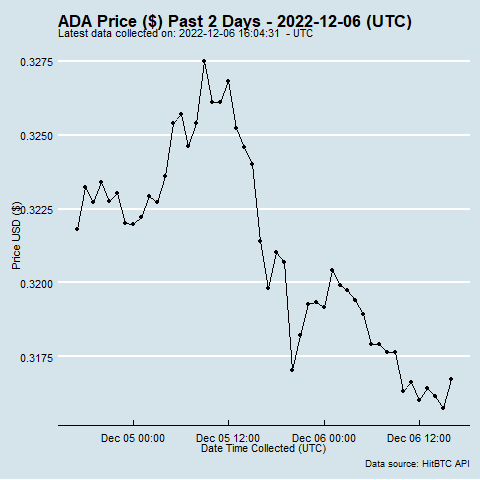 ADA Price ($) Past 2 Days - 2022-12-06 (UTC)
Latest data collected on: 2022-12-06 16:04:31 - UTC
0.3275
0.3250
0.3225
0.3200
0.3175
Price USD ($)
Dec 05 00:00 Dec 05 12:00 Dec 06 00:00 Dec 06 12:00
Date Time Collected (UTC)
Data source: HitBTC API